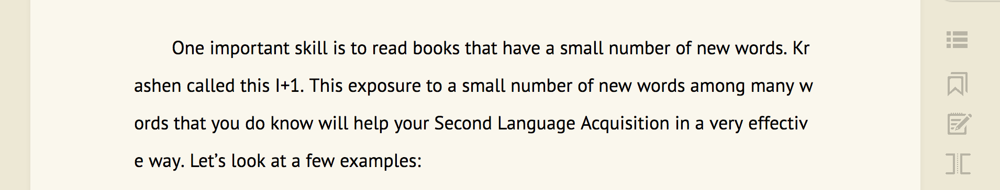 One important skill is to read books that have a small number of new words. Kr
ashen called this I+1. This exposure to a small number of new words among many w
ords that you do know will help your Second Language Acquisition in a very effectiv
e way. Let’s look at a few examples: